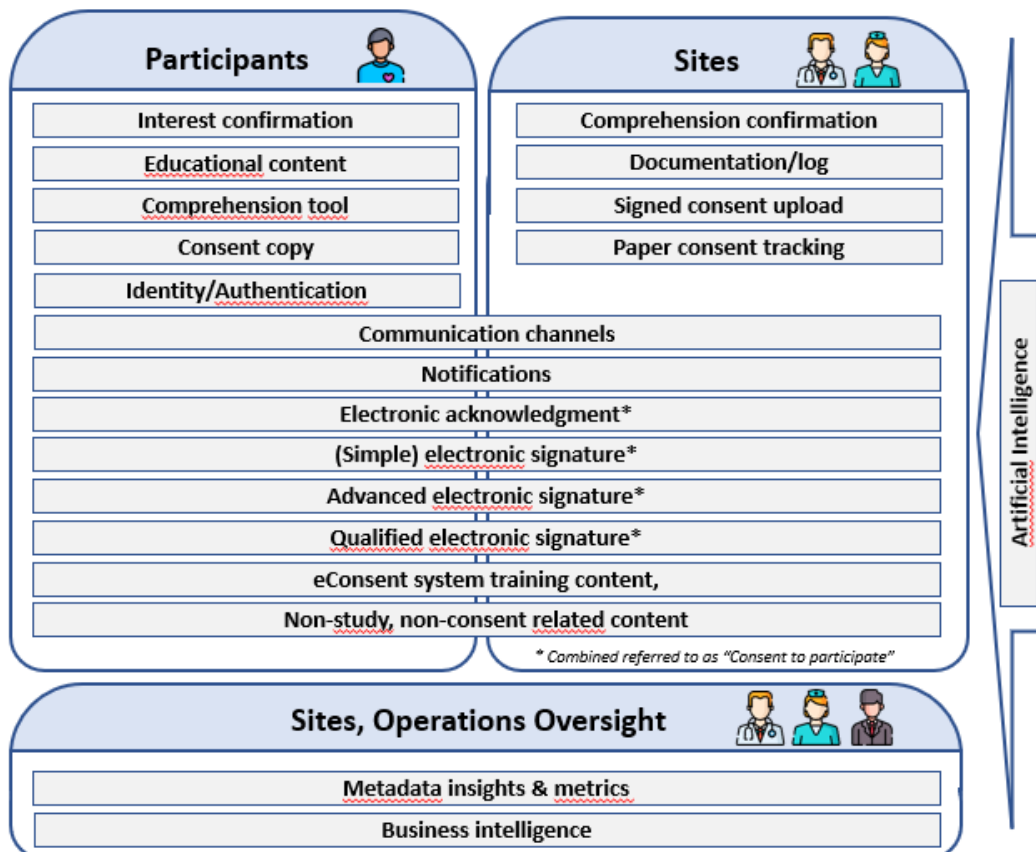 Participants
Interest confirmation
Educational content
Comprehension tool
Consent copy
Identity/Authentication
Sites
Comprehension confirmation
Documentation/log
Signed consent upload
Paper consent tracking
Communication channels
Notifications
Electronic acknowledgment*
(Simple) electronic signature*
Advanced electronic signature*
Qualified electronic signature*
eConsent system training content,
Non-study, non-consent related content
* Combined referred to as “Consent to participate”
Sites, Operations Oversight
Metadata insights & metrics
Business intelligence
Artificial Intelligence